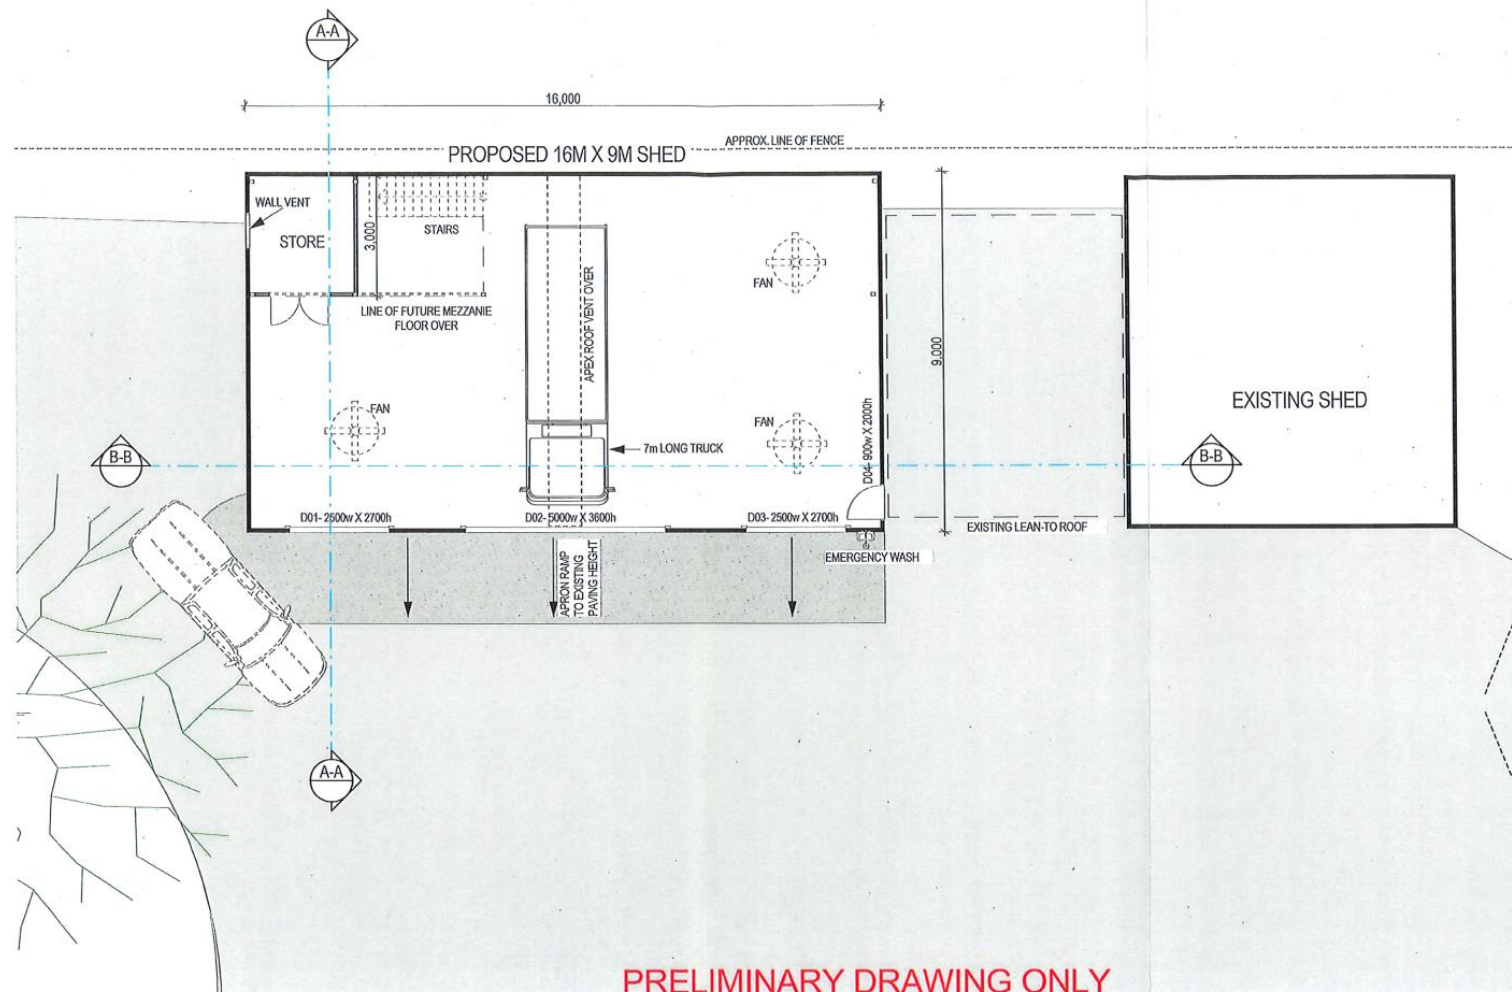 A-A
16,000
APPROX. LINE OF FENCE
PROPOSED 16M X 9M SHED
WALL VENT
STORE
3,000
STAIRS
LINE OF FUTURE MEZZANIE
FLOOR OVER
APEX ROOF VENT OVER
FAN
FAN
FAN
7m LONG TRUCK
D04- 900w X 2000h
9,000
EXISTING SHED
B-B
B-B
D01- 2500w X 2700h
D02- 5000w X 3600h
D03- 2500w X 2700h
EXISTING LEAN-TO ROOF
EMERGENCY WASH
APRON RAMP
TO EXISTING
PAVING HEIGHT
A-A
PRELIMINARY DRAWING ONLY